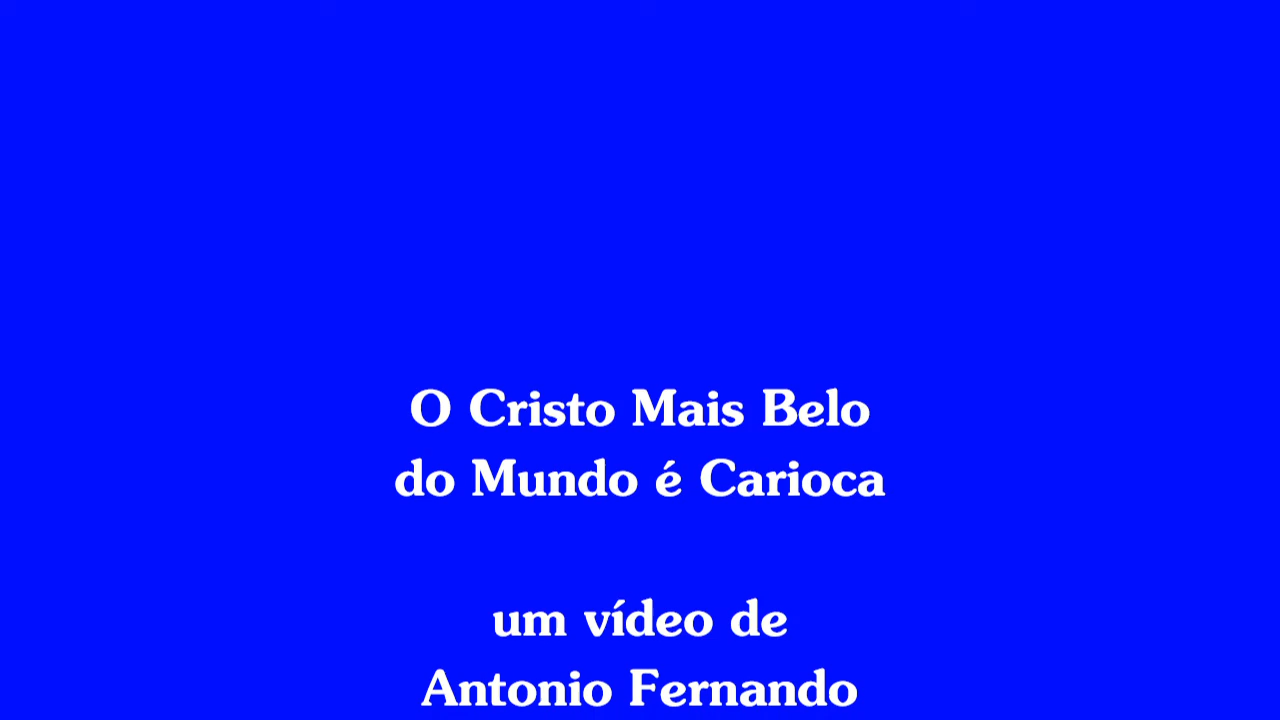 O Cristo Mais Belo
do Mundo é Carioca
um vídeo de
Antonio Fernando